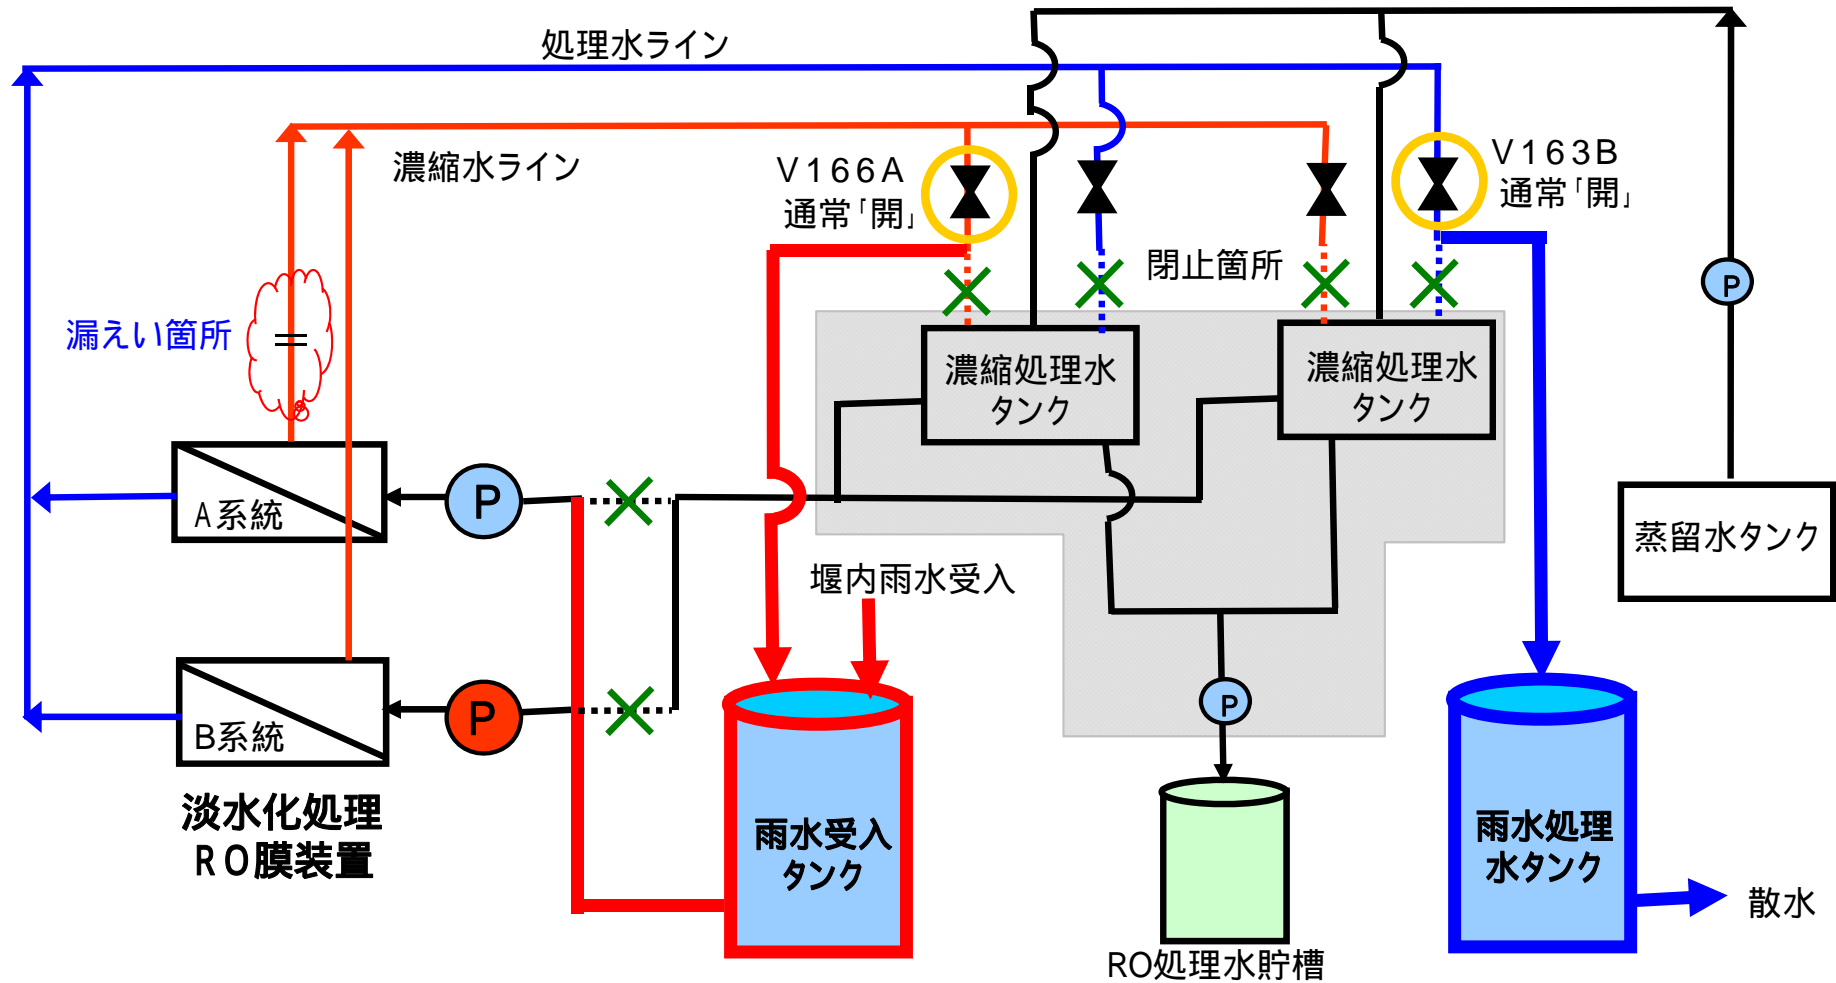 処理水ライン
濃縮水ライン
V166A
通常「開」
V163B
通常「開」
閉止箇所
漏えい箇所
濃縮処理水
タンク
濃縮処理水
タンク
P
A系統
P
P
蒸留水タンク
堰内雨水受入
B系統
P
P
淡水化処理
RO膜装置
雨水受入
タンク
雨水処理
水タンク
散水
RO処理水貯槽